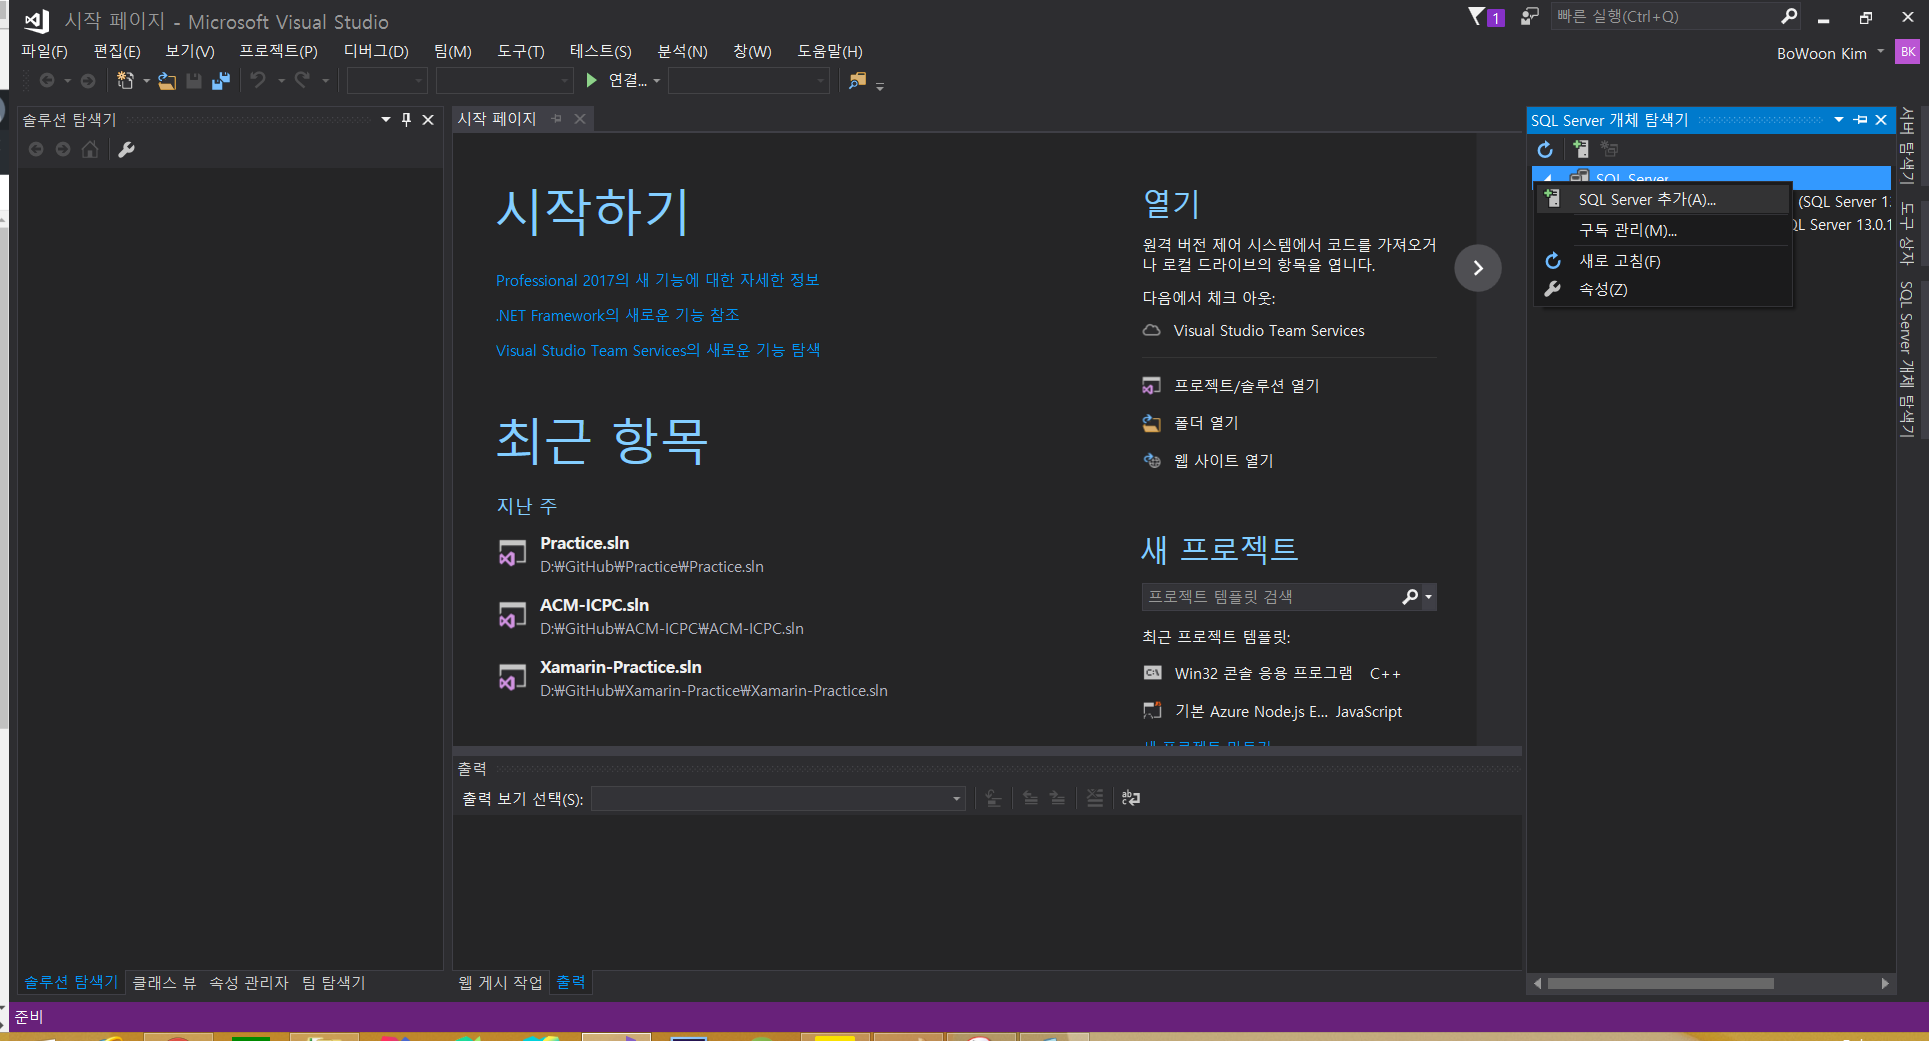 시작 페이지 - Microsoft Visual Studio
1
빠른 실행(Ctrl+Q)
파일(F) 편집(E) 보기(V) 프로젝트(P) 디버그(D) 팀(M) 도구(T) 테스트(S) 분석(N) 창(W) 도움말(H)
BoWoon Kim
BK
연결...
솔루션 탐색기
시작 페이지
시작하기
Professional 2017의 새 기능에 대한 자세한 정보
.NET Framework의 새로운 기능 참조
Visual Studio Team Services의 새로운 기능 탐색
최근 항목
지난 주
Practice.sln
D:₩GitHub₩Practice₩Practice.sln
ACM-ICPC.sln
D:₩GitHub₩ACM-ICPC₩ACM-ICPC.sln
Xamarin-Practice.sln
D:₩GitHub₩Xamarin-Practice₩Xamarin-Practice.sln
열기
원격 버전 제어 시스템에서 코드를 가져오거
나 로컬 드라이브의 항목을 엽니다.
다음에서 체크 아웃:
Visual Studio Team Services
프로젝트/솔루션 열기
폴더 열기
웹 사이트 열기
새 프로젝트
프로젝트 템플릿 검색
최근 프로젝트 템플릿:
Win32 콘솔 응용 프로그램 C++
기본 Azure Node.js E... JavaScript
새 프로젝트 만들기
SQL Server 개체 탐색기
SQL Server
(SQL Server 1
QL Server 13.0.1
SQL Server 추가(A)...
구독 관리(M)...
새로 고침(F)
속성(Z)
서버 탐색기
도구 상자
SQL Server 개체 탐색기
출력
출력 보기 선택(S):
솔루션 탐색기 클래스 뷰 속성 관리자 팀 탐색기
웹 게시 작업 출력
준비